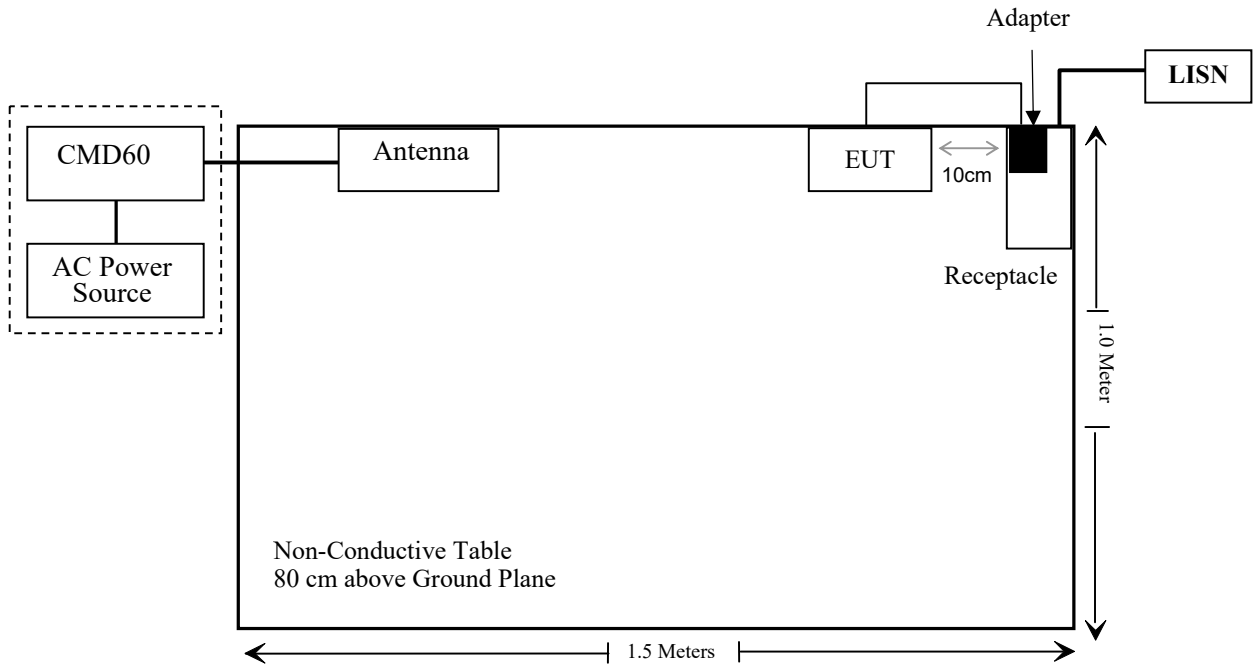 Adapter
LISN
CMD60
Antenna
EUT
10cm
AC Power
Source
Receptacle
1.0 Meter
Non-Conductive Table
80 cm above Ground Plane
1.5 Meters